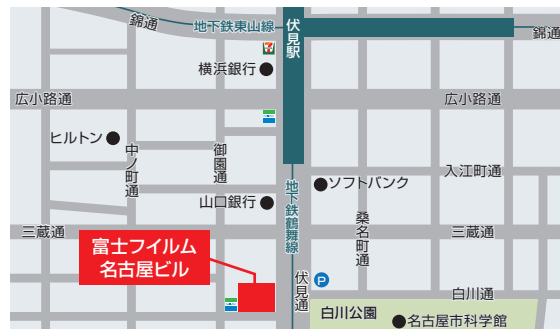 錦通
地下鉄東山線
伏見駅
錦通
横浜銀行
広小路通
広小路通
ヒルトン
中ノ町通
御園通
入江町通
ソフトバンク
山口銀行
地下鉄鶴舞線
桑名町通
三蔵通
三蔵通
富士フイルム
名古屋ビル
伏見通
P
白川通
白川公園
名古屋市科学館